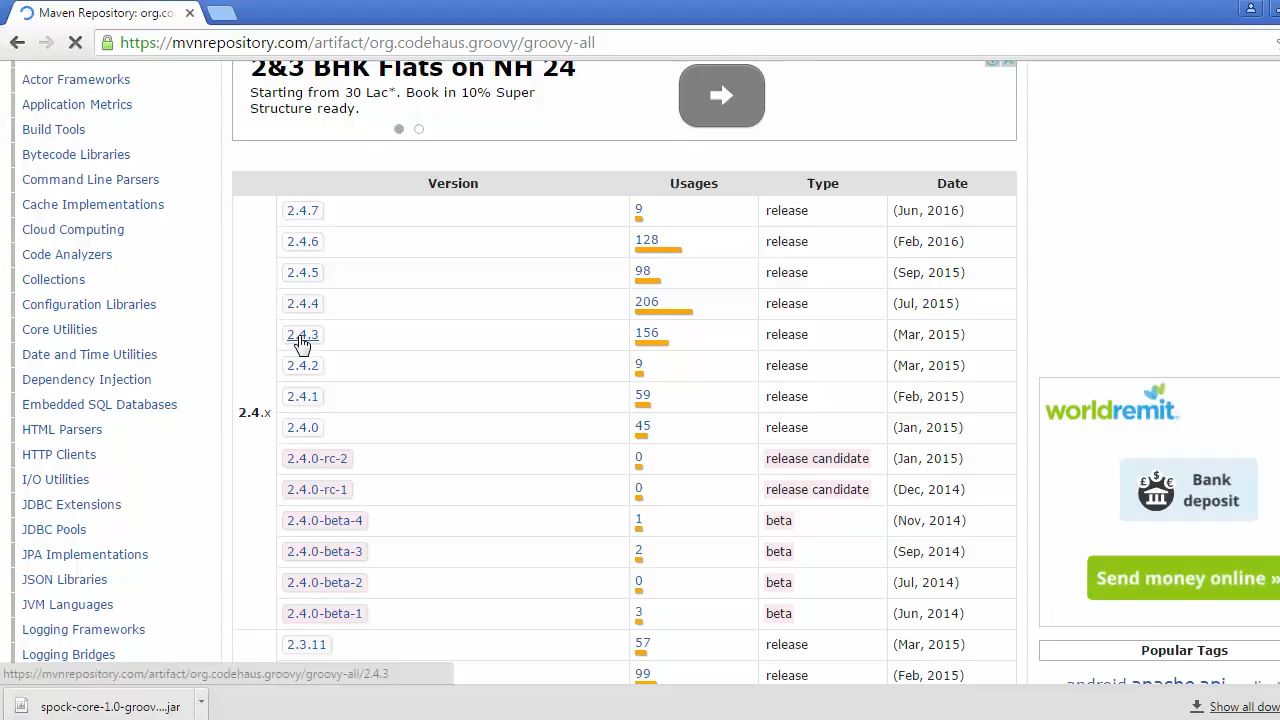 Maven Repository: org.co
https://mvnrepository.com/artifact/org.codehaus.groovy/groovy-all
Actor Frameworks
Application Metrics
Build Tools
Bytecode Libraries
Command Line Parsers
Cache Implementations
Cloud Computing
Code Analyzers
Collections
Configuration Libraries
Core Utilities
Date and Time Utilities
Dependency Injection
Embedded SQL Databases
HTML Parsers
HTTP Clients
I/O Utilities
JDBC Extensions
JDBC Pools
JPA Implementations
JSON Libraries
JVM Languages
Logging Frameworks
Logging Bridges
2&3 BHK Flats on NH 24
Starting from 30 Lac*. Book in 10% Super
Structure ready.
Version Usages Type Date
2.4.x
2.4.7 9 release (Jun, 2016)
2.4.6 128 release (Feb, 2016)
2.4.5 98 release (Sep, 2015)
2.4.4 206 release (Jul, 2015)
2.4.3 156 release (Mar, 2015)
2.4.2 9 release (Mar, 2015)
2.4.1 59 release (Feb, 2015)
2.4.0 45 release (Jan, 2015)
2.4.0-rc-2 0 release candidate (Jan, 2015)
2.4.0-rc-1 0 release candidate (Dec, 2014)
2.4.0-beta-4 1 beta (Nov, 2014)
2.4.0-beta-3 2 beta (Sep, 2014)
2.4.0-beta-2 0 beta (Jul, 2014)
2.4.0-beta-1 3 beta (Jun, 2014)
2.3.11 57 release (Mar, 2015)
99 release (Feb, 2015)
worldremit
Bank
deposit
Send money online »
Popular Tags
android apache api
https://mvnrepository.com/artifact/org.codehaus.groovy/groovy-all/2.4.3
spock-core-1.0-groov....jar
Show all dow